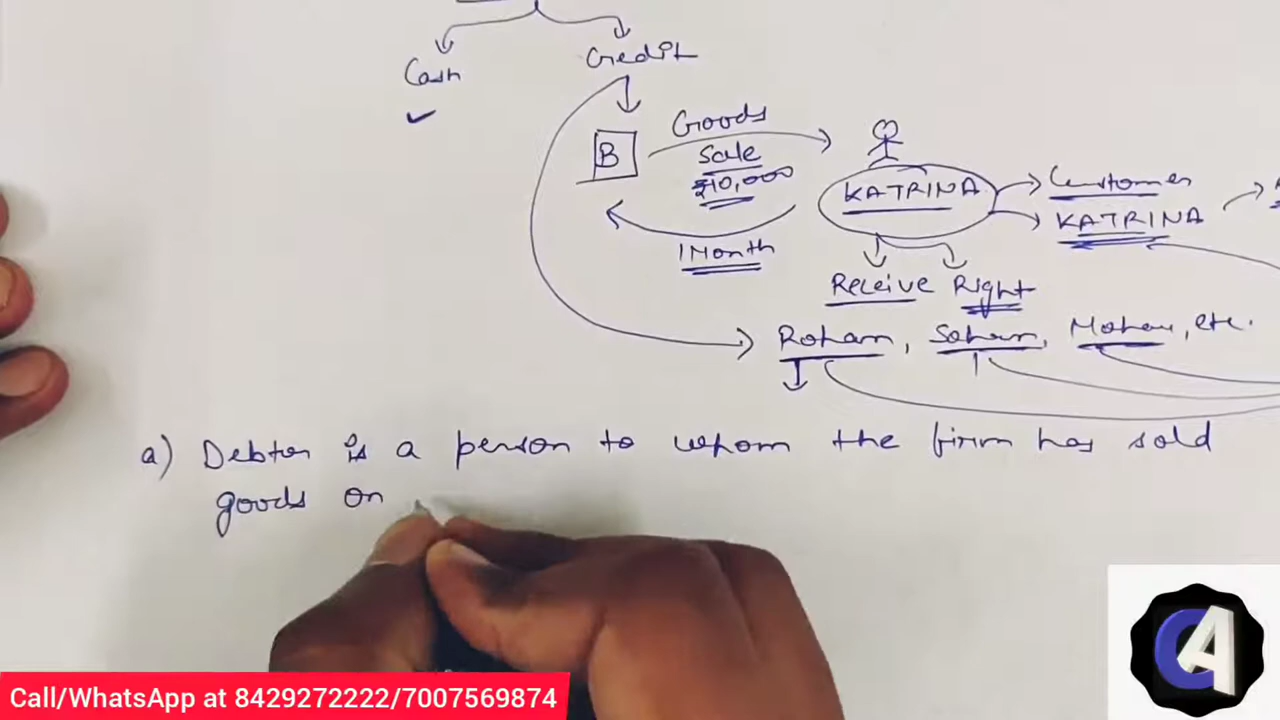 Cash
Credit
B
Goods
Sale
₹10,000
1 Month
KATRINA
Customer
KATRINA
Receive Right
Rohan, Sohan, Mohan, etc.
a) Debtor is a person to whom the firm has sold
goods on
CA
Call/WhatsApp at 8429272222/7007569874